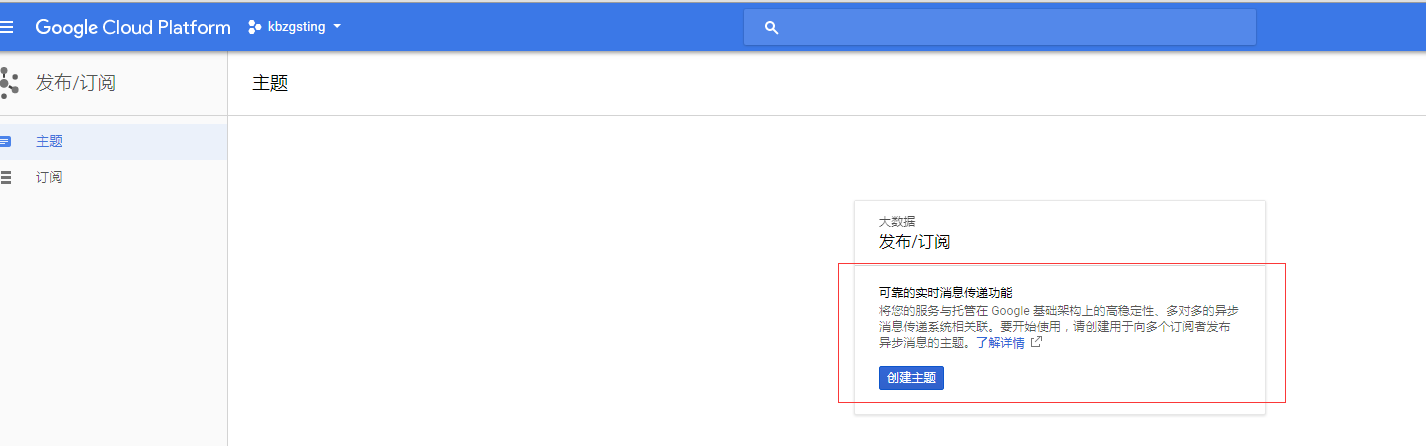 Google Cloud Platform
kbzgsting
发布/订阅
主题
主题
订阅
大数据
发布/订阅
可靠的实时消息传递功能
将您的服务与托管在 Google 基础架构上的高稳定性、多对多的异步
消息传递系统相关联。要开始使用，请创建用于向多个订阅者发布
异步消息的主题。了解详情
创建主题